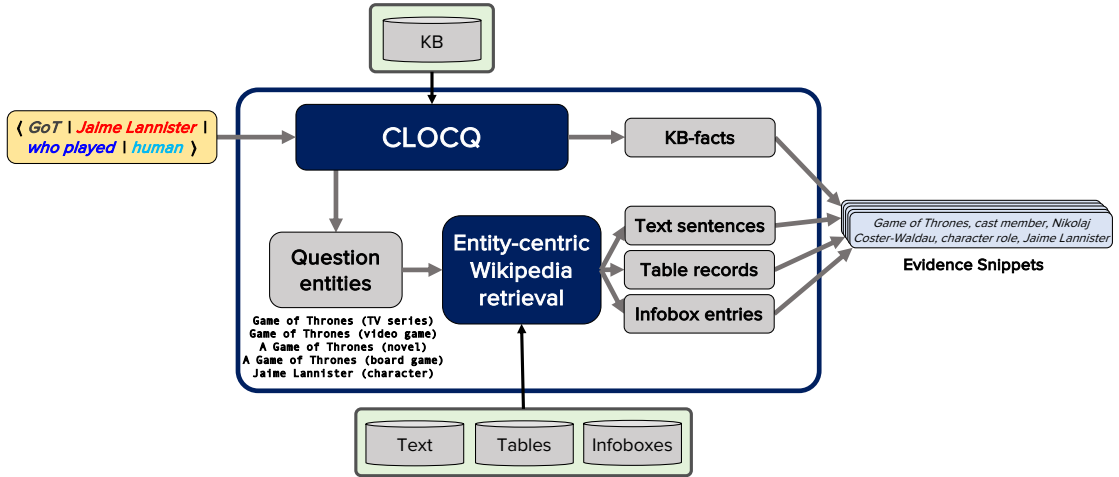 KB
⟨ GoT | Jaime Lannister |
who played | human ⟩
CLOCQ
KB-facts
Question
entities
Entity-centric
Wikipedia
retrieval
Text sentences
Table records
Infobox entries
Game of Thrones, cast member, Nikolaj
Coster-Waldau, character role, Jaime Lannister
Evidence Snippets
Game of Thrones (TV series)
Game of Thrones (video game)
A Game of Thrones (novel)
A Game of Thrones (board game)
Jaime Lannister (character)
Text
Tables
Infoboxes